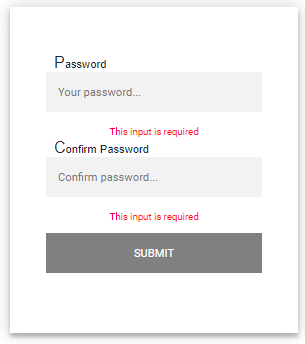 Password
Your password...
This input is required
Confirm Password
Confirm password...
This input is required
SUBMIT